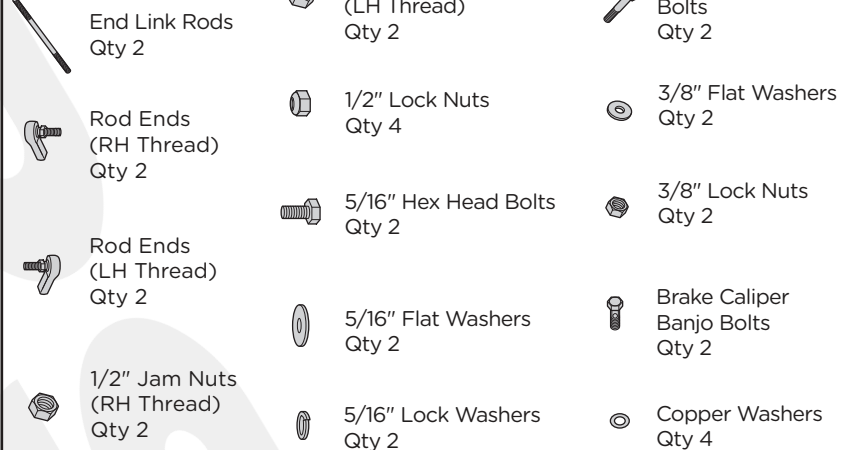 End Link Rods
Qty 2
Rod Ends
(RH Thread)
Qty 2
Rod Ends
(LH Thread)
Qty 2
1/2" Jam Nuts
(RH Thread)
Qty 2
(LH Thread)
Qty 2
1/2" Lock Nuts
Qty 4
5/16" Hex Head Bolts
Qty 2
5/16" Flat Washers
Qty 2
5/16" Lock Washers
Qty 2
Bolts
Qty 2
3/8" Flat Washers
Qty 2
3/8" Lock Nuts
Qty 2
Brake Caliper
Banjo Bolts
Qty 2
Copper Washers
Qty 4